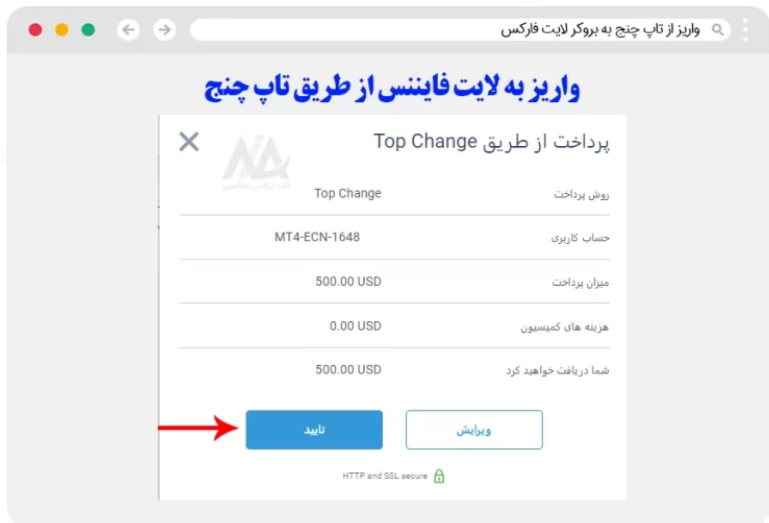 واریز از تاپ چنج به بروکر لایت فارکس
واریز به لایت فایننس از طریق تاپ چنج
پرداخت از طریق Top Change
روش پرداخت Top Change
حساب کاربری MT4-ECN-1648
میزان پرداخت 500.00 USD
هزینه های کمیسیون 0.00 USD
شما دریافت خواهید کرد 500.00 USD
ویرایش تایید
HTTP and SSL secure